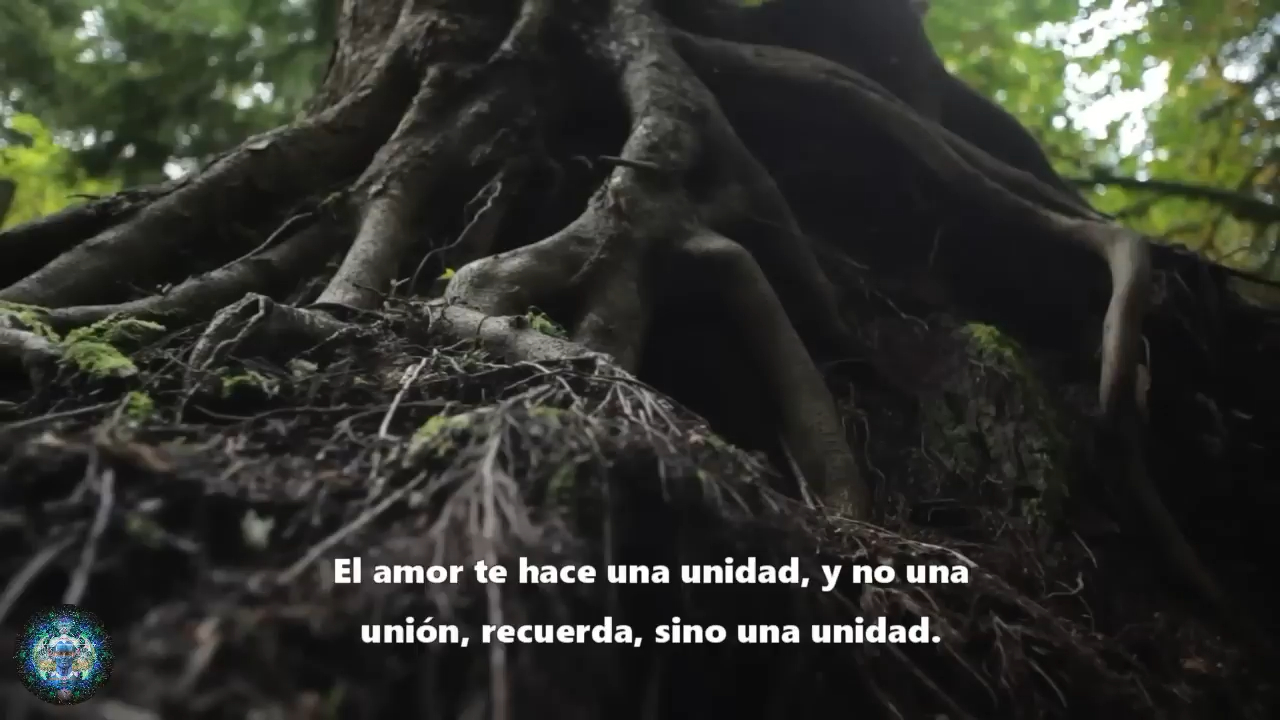 El amor te hace una unidad, y no una
unión, recuerda, sino una unidad.